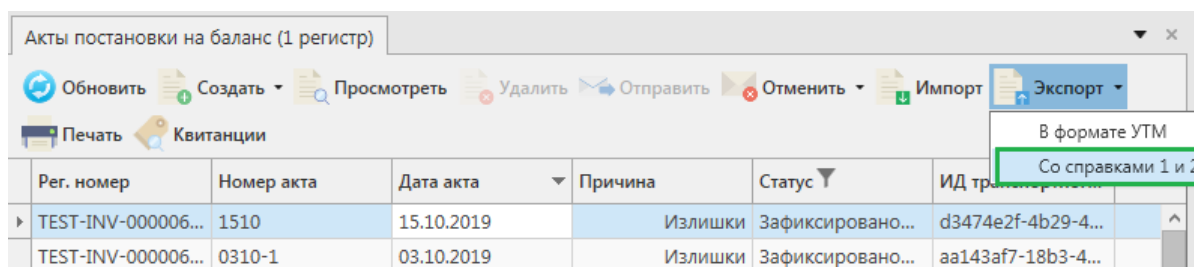 Акты постановки на баланс (1 регистр)
Обновить Создать Просмотреть Удалить Отправить Отменить Импорт Экспорт
Печать Квитанции
В формате УТМ
Со справками 1 и 2
Рег. номер Номер акта Дата акта Причина Статус ИД
TEST-INV-000006... 1510 15.10.2019 Излишки Зафиксировано... d3474e2f-4b29-4...
TEST-INV-000006... 0310-1 03.10.2019 Излишки Зафиксировано... aa143af7-18b3-4...